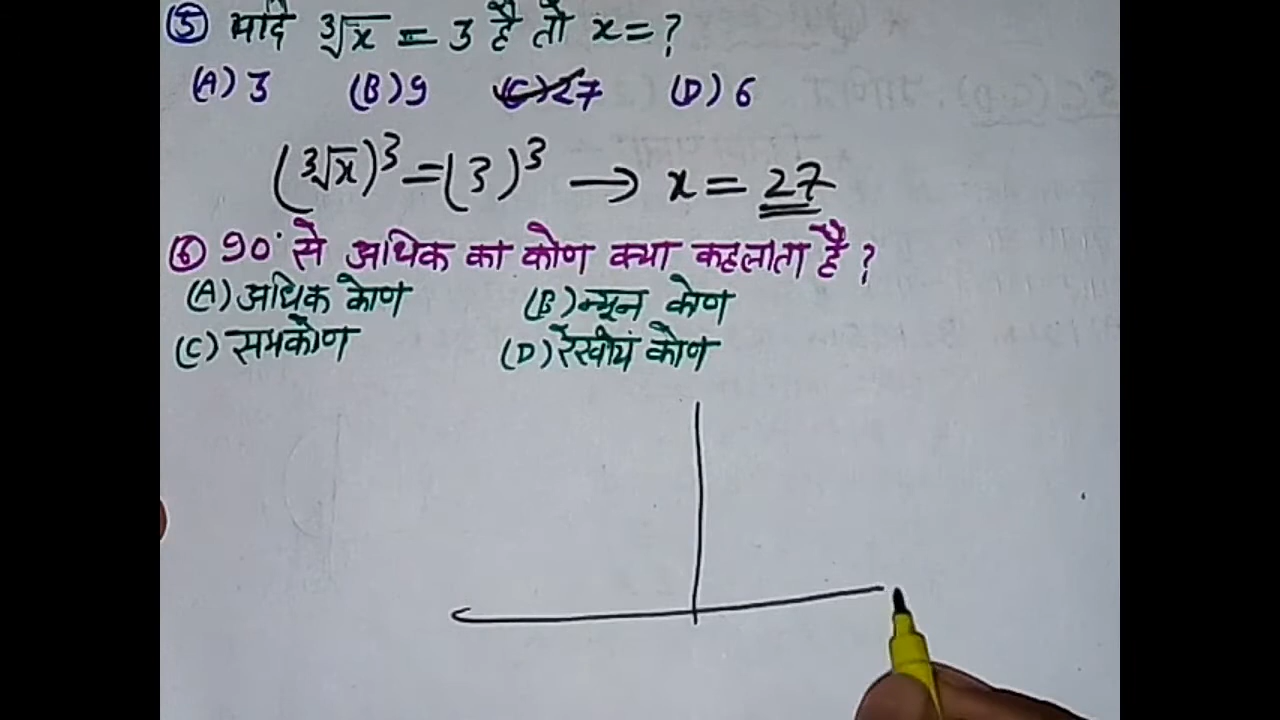 ⑤ यदि ∛x = 3 है तो x = ?
(A) 3 (B) 9 (C) 27 (D) 6
(∛x)³ = (3)³ → x = 27
⑥ 90° से अधिक का कोण क्या कहलाता है ?
(A) अधिक कोण (B) न्यून कोण
(C) समकोण (D) रेखीय कोण